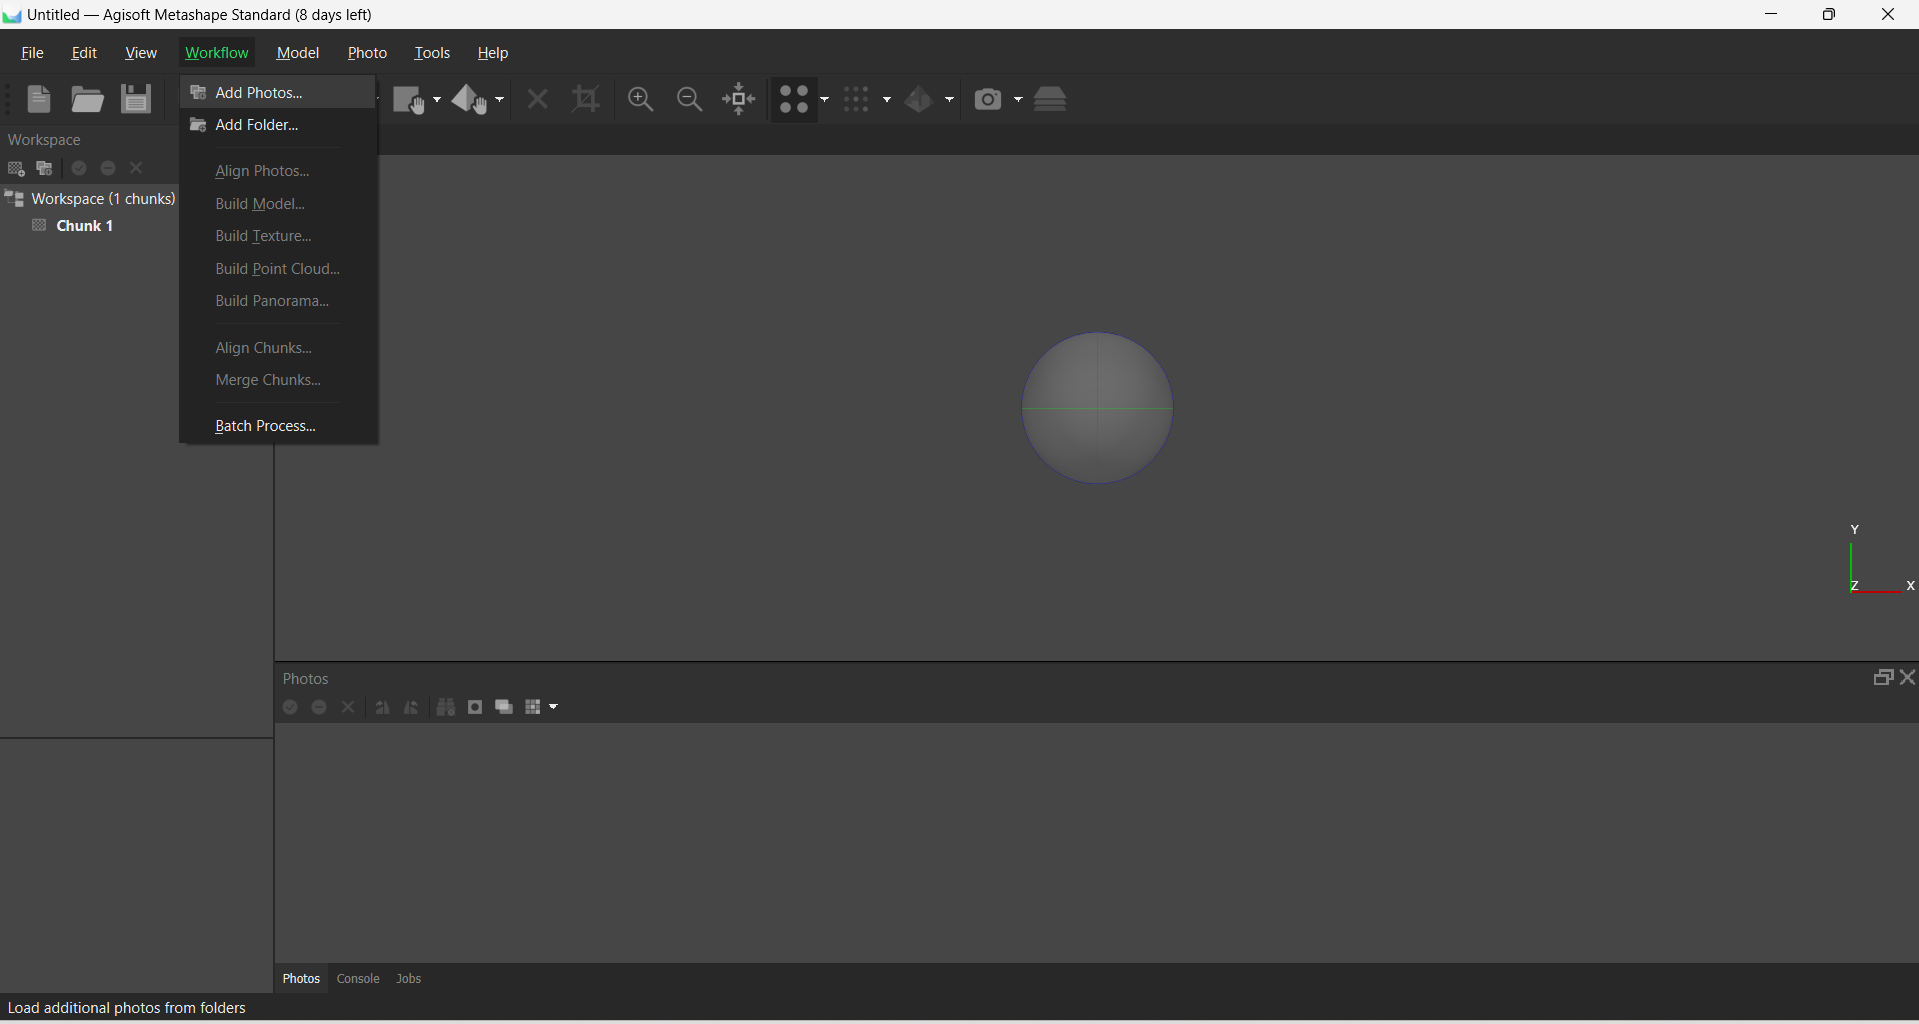 Untitled — Agisoft Metashape Standard (8 days left)
File Edit View Workflow Model Photo Tools Help
Add Photos...
Add Folder...
Align Photos...
Build Model...
Build Texture...
Build Point Cloud...
Build Panorama...
Align Chunks...
Merge Chunks...
Batch Process...
Workspace
Workspace (1 chunks)
Chunk 1
Y
Z X
Photos
Photos Console Jobs
Load additional photos from folders